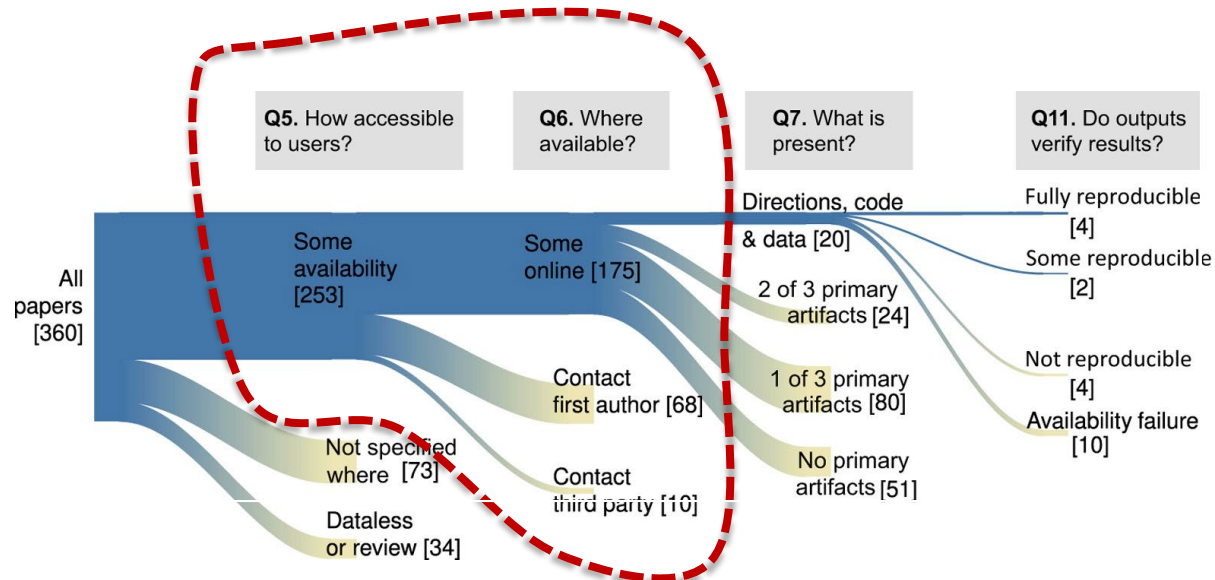 Q5. How accessible
to users?
Q6. Where
available?
Q7. What is
present?
Q11. Do outputs
verify results?
All
papers
[360]
Some
availability
[253]
Not specified
where [73]
Dataless
or review [34]
Some
online [175]
Contact
first author [68]
Contact
third party [10]
Directions, code
& data [20]
2 of 3 primary
artifacts [24]
1 of 3 primary
artifacts [80]
No primary
artifacts [51]
Fully reproducible
[4]
Some reproducible
[2]
Not reproducible
[4]
Availability failure
[10]